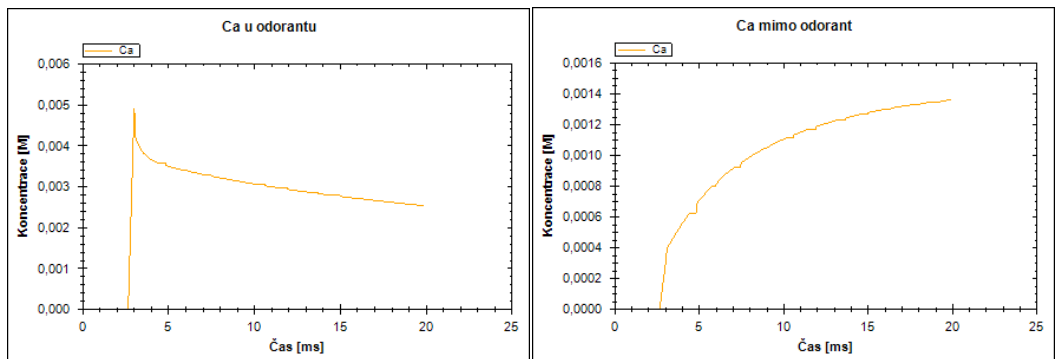 Ca u odorantu
Ca
0,006
0,005
0,004
0,003
0,002
0,001
0,000
Koncentrace [M]
0 5 10 15 20 25
Čas [ms]
Ca mimo odorant
Ca
0,0016
0,0014
0,0012
0,0010
0,0008
0,0006
0,0004
0,0002
0,0000
Koncentrace [M]
0 5 10 15 20 25
Čas [ms]